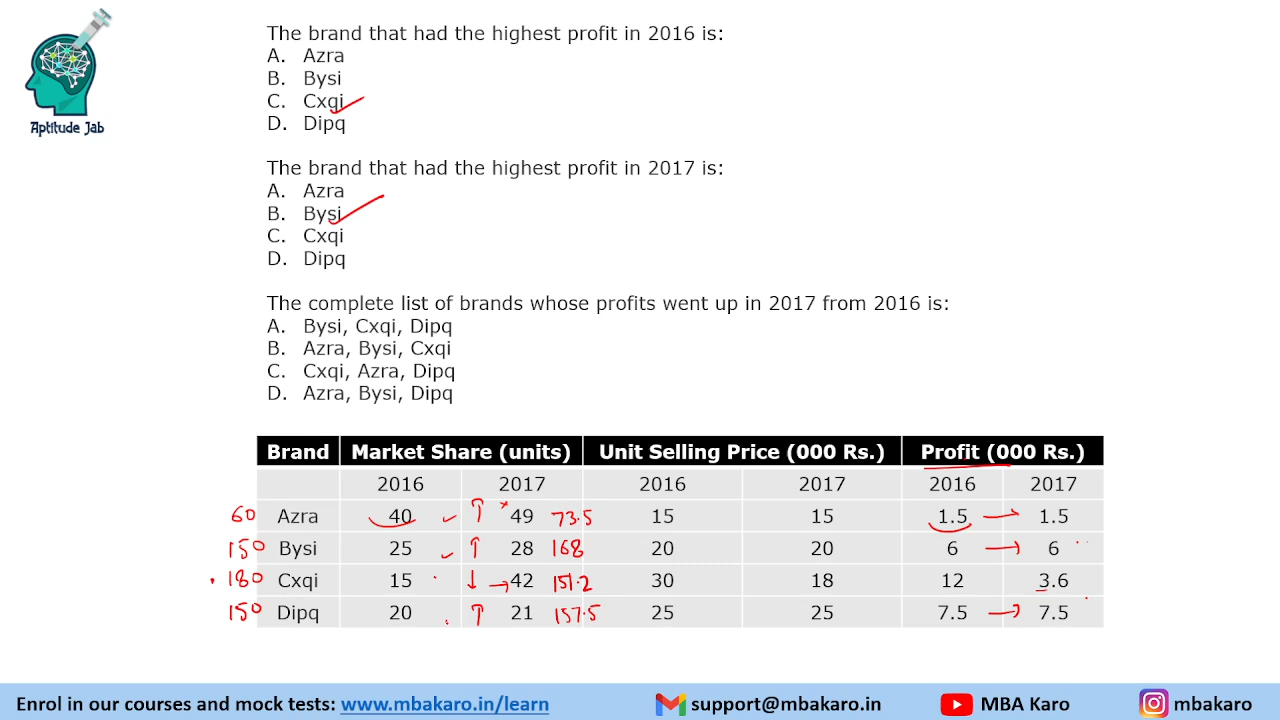 Aptitude Jab
The brand that had the highest profit in 2016 is:
A. Azra
B. Bysi
C. Cxqi
D. Dipq
The brand that had the highest profit in 2017 is:
A. Azra
B. Bysi
C. Cxqi
D. Dipq
The complete list of brands whose profits went up in 2017 from 2016 is:
A. Bysi, Cxqi, Dipq
B. Azra, Bysi, Cxqi
C. Cxqi, Azra, Dipq
D. Azra, Bysi, Dipq
Brand Market Share (units) Unit Selling Price (000 Rs.) Profit (000 Rs.)
2016 2017 2016 2017 2016 2017
60 Azra 40 49 73.5 15 15 1.5 1.5
150 Bysi 25 28 168 20 20 6 6
180 Cxqi 15 42 151.2 30 18 12 3.6
150 Dipq 20 21 157.5 25 25 7.5 7.5
Enrol in our courses and mock tests: www.mbakaro.in/learn support@mbakaro.in MBA Karo mbakaro